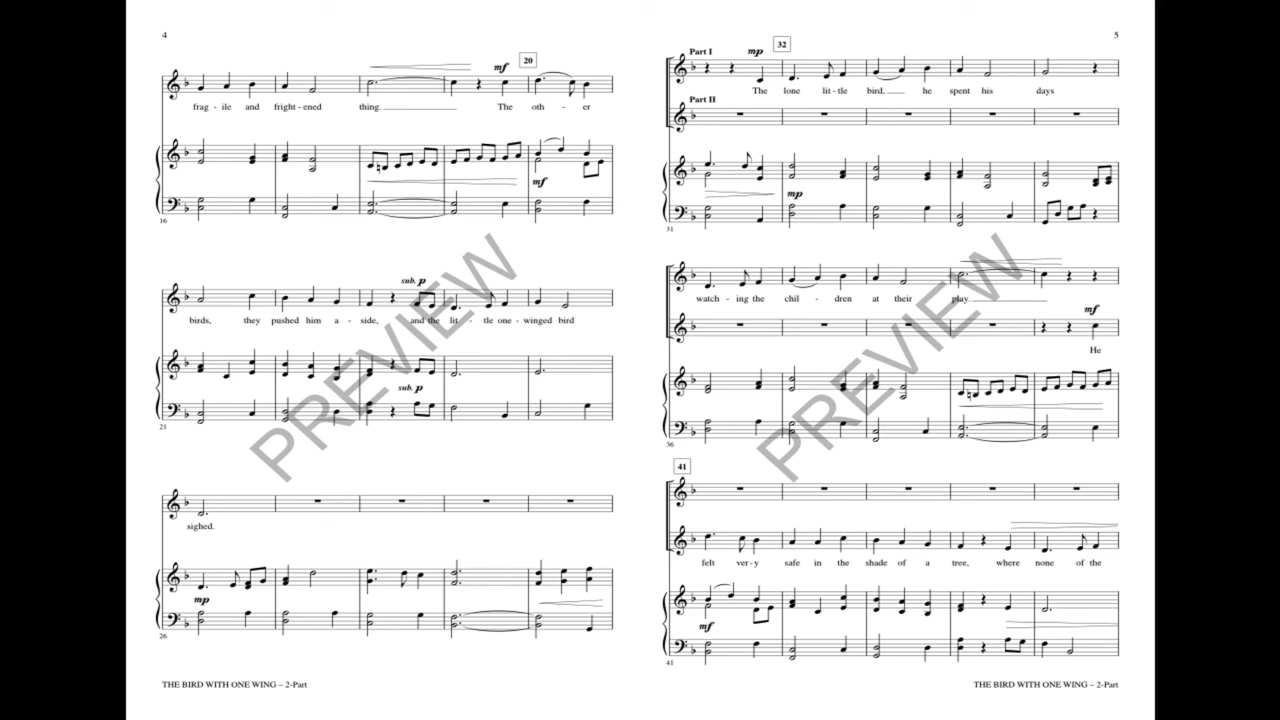 4
20
mf
frag - ile and fright - ened thing. The oth - er
mf
16
sub. p
birds, they pushed him a - side, and the lit - tle one - winged bird
sub. p
21
sighed.
mp
26
THE BIRD WITH ONE WING – 2-Part
PREVIEW
5
Part I
mp
32
The lone lit - tle bird, he spent his days
Part II
mp
31
watch - ing the chil - dren at their play.
mf
He
36
41
felt ver - y safe in the shade of a tree, where none of the
mf
41
THE BIRD WITH ONE WING – 2-Part
PREVIEW